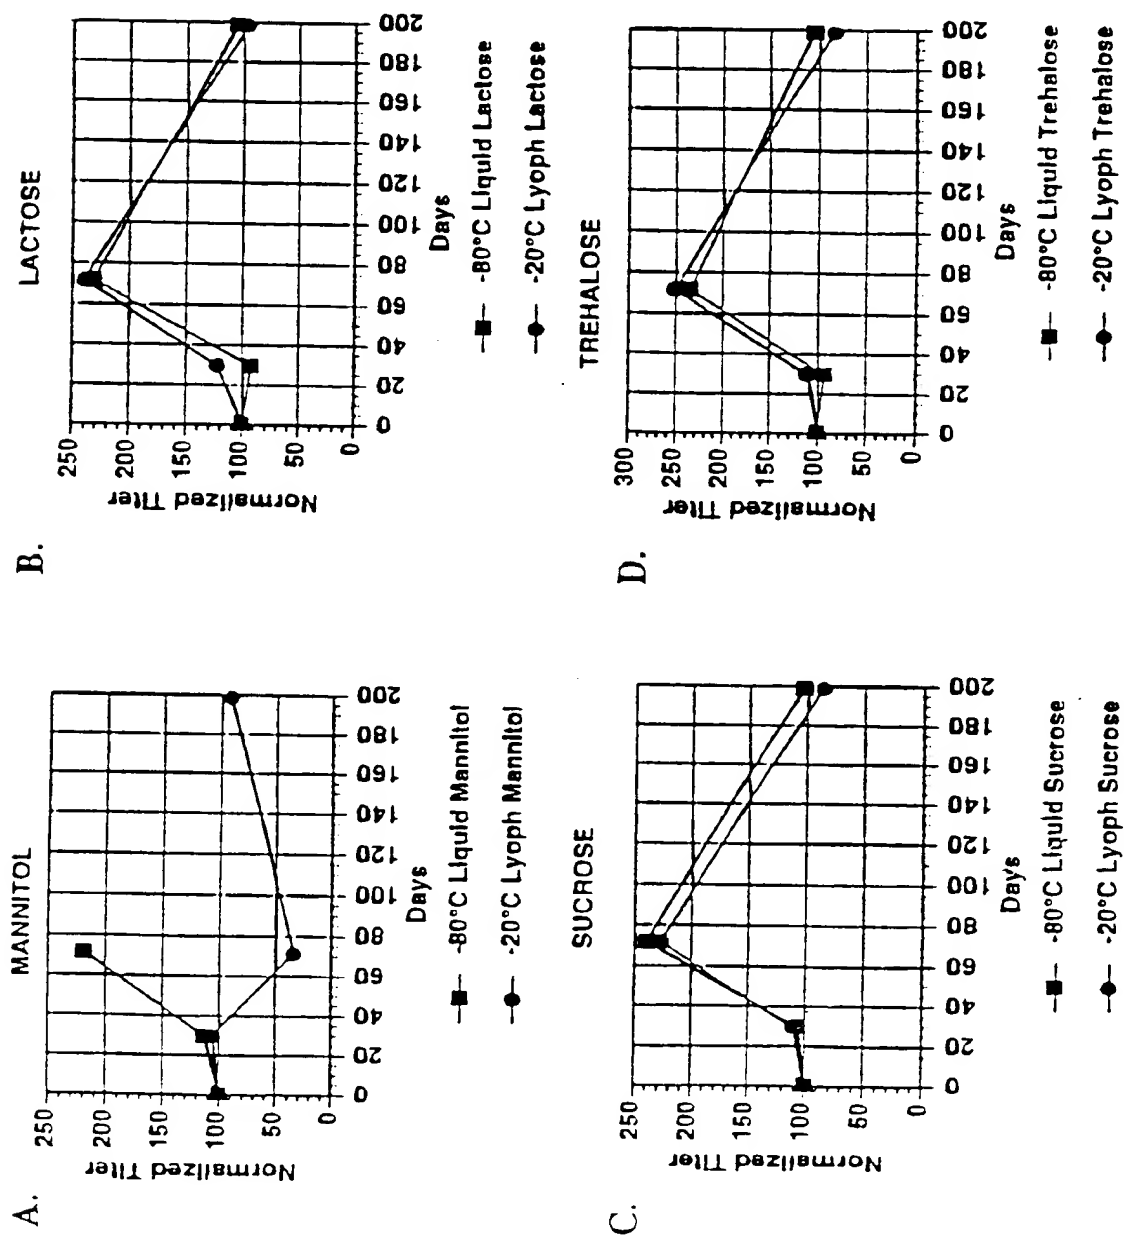 A.
MANNITOL
Normalized Titer
250
200
150
100
50
0
0
20
40
60
80
100
120
140
160
180
200
Days
-80°C Liquid Mannitol
-20°C Lyoph Mannitol
B.
LACTOSE
Normalized Titer
250
200
150
100
50
0
0
20
40
60
80
100
120
140
160
180
200
Days
-80°C Liquid Lactose
-20°C Lyoph Lactose
C.
SUCROSE
Normalized Titer
250
200
150
100
50
0
0
20
40
60
80
100
120
140
160
180
200
Days
-80°C Liquid Sucrose
-20°C Lyoph Sucrose
D.
TREHALOSE
Normalized Titer
300
250
200
150
100
50
0
0
20
40
60
80
100
120
140
160
180
200
Days
-80°C Liquid Trehalose
-20°C Lyoph Trehalose